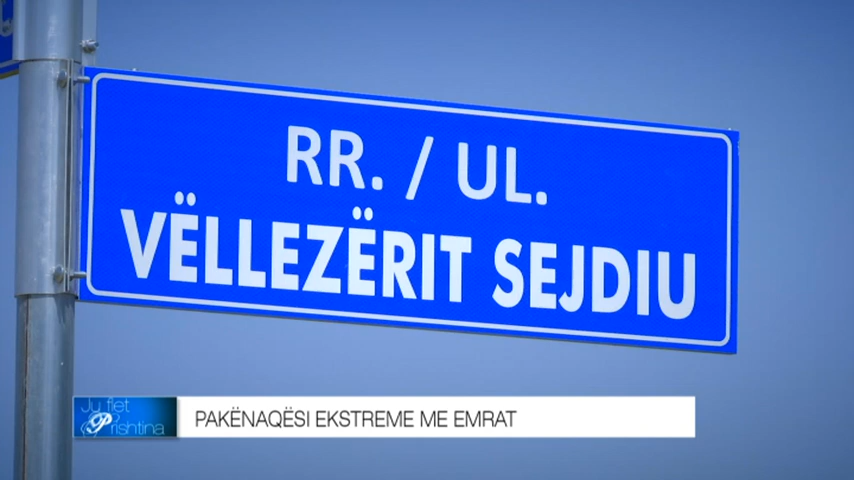 RR. / UL.
VËLLEZËRIT SEJDIU
Ju flet
Prishtina
PAKËNAQËSI EKSTREME ME EMRAT